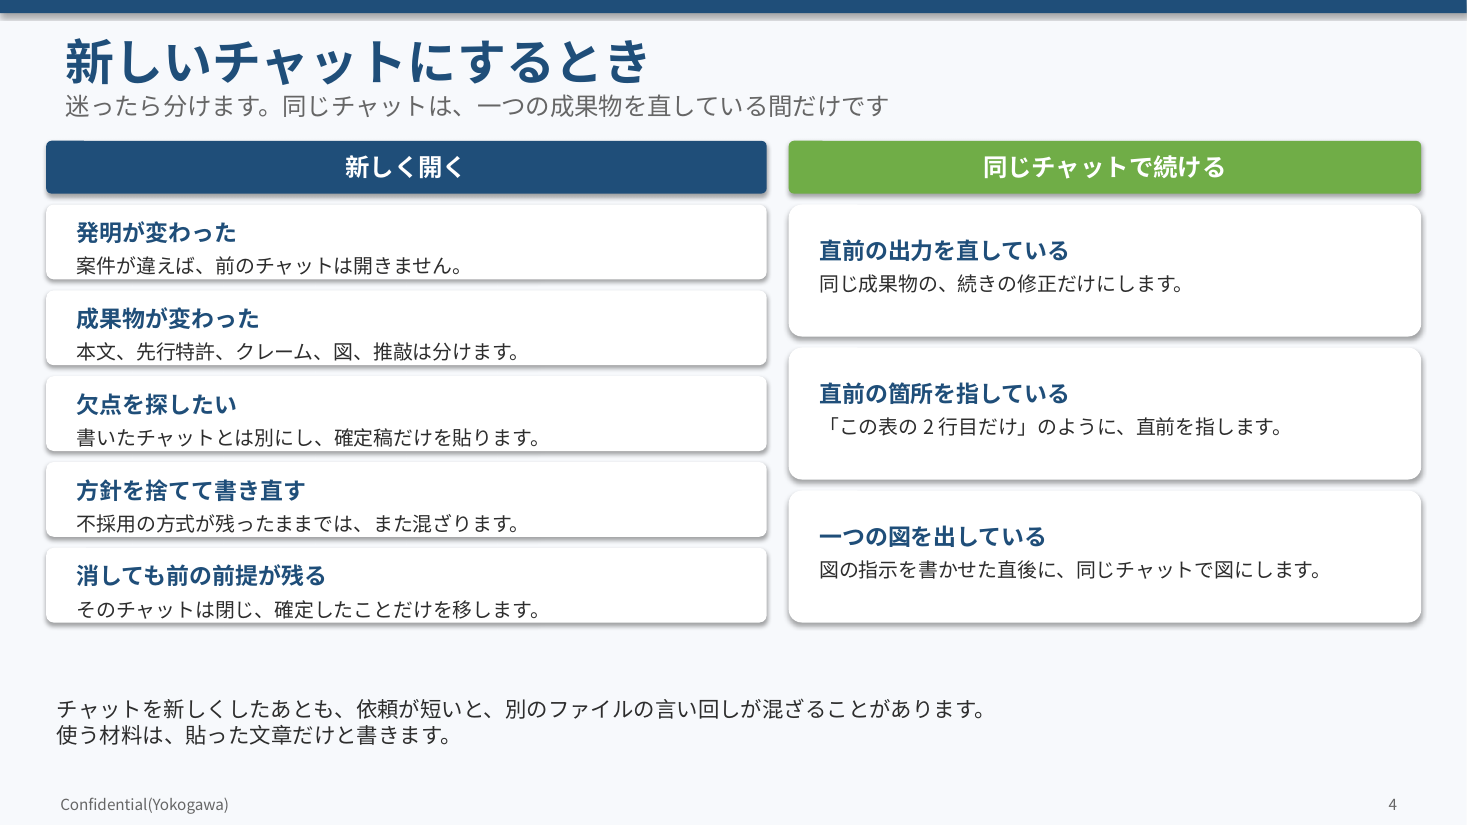 新しいチャットにするとき
迷ったら分けます。同じチャットは、一つの成果物を直している間だけです
新しく開く
発明が変わった
案件が違えば、前のチャットは開きません。
成果物が変わった
本文、先行特許、クレーム、図、推敲は分けます。
欠点を探したい
書いたチャットとは別にし、確定稿だけを貼ります。
方針を捨てて書き直す
不採用の方式が残ったままでは、また混ざります。
消しても前の前提が残る
そのチャットは閉じ、確定したことだけを移します。
同じチャットで続ける
直前の出力を直している
同じ成果物の、続きの修正だけにします。
直前の箇所を指している
「この表の 2 行目だけ」のように、直前を指します。
一つの図を出している
図の指示を書かせた直後に、同じチャットで図にします。
チャットを新しくしたあとも、依頼が短いと、別のファイルの言い回しが混ざることがあります。
使う材料は、貼った文章だけと書きます。
Confidential(Yokogawa)
4